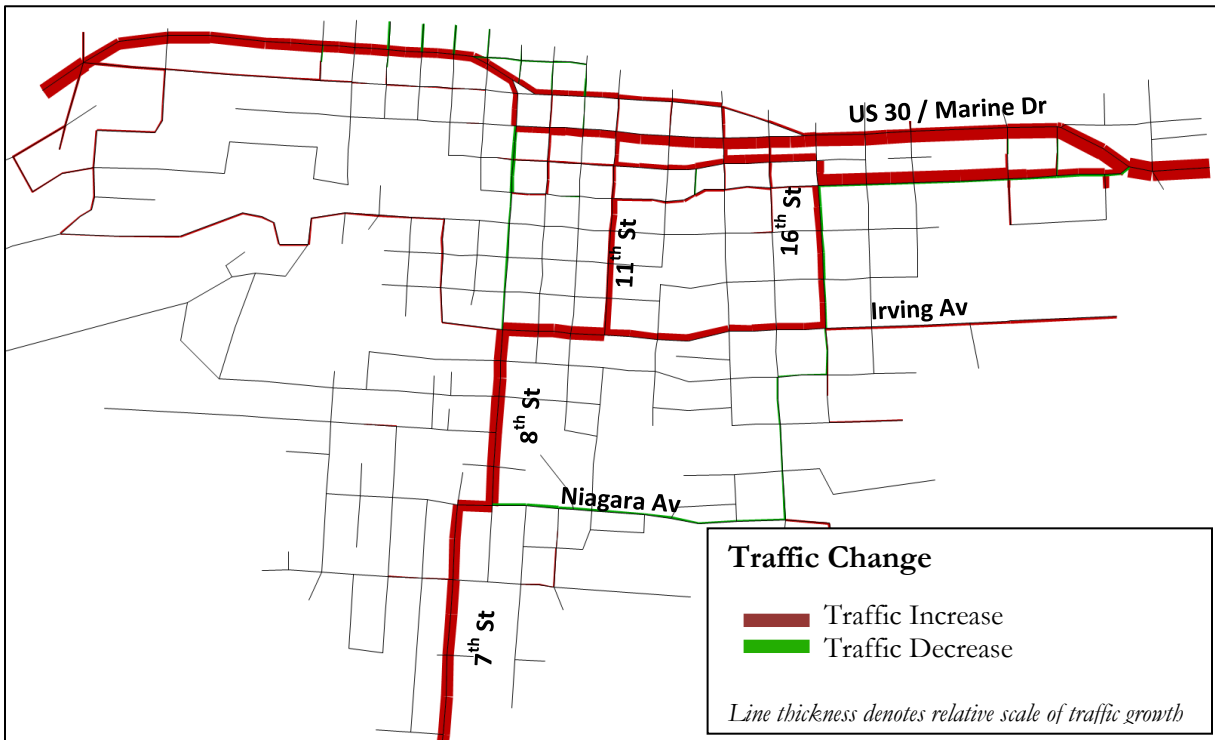 US 30 / Marine Dr
16th St
11th St
Irving Av
8th St
Niagara Av
7th St
Traffic Change
Traffic Increase
Traffic Decrease
Line thickness denotes relative scale of traffic growth